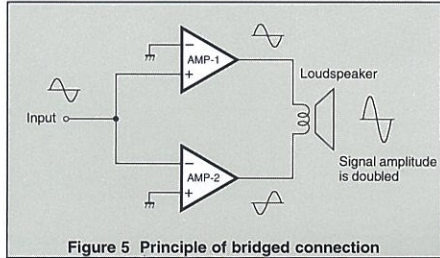 AMP-1
Loudspeaker
Input
Signal amplitude
is doubled
AMP-2
Figure 5 Principle of bridged connection